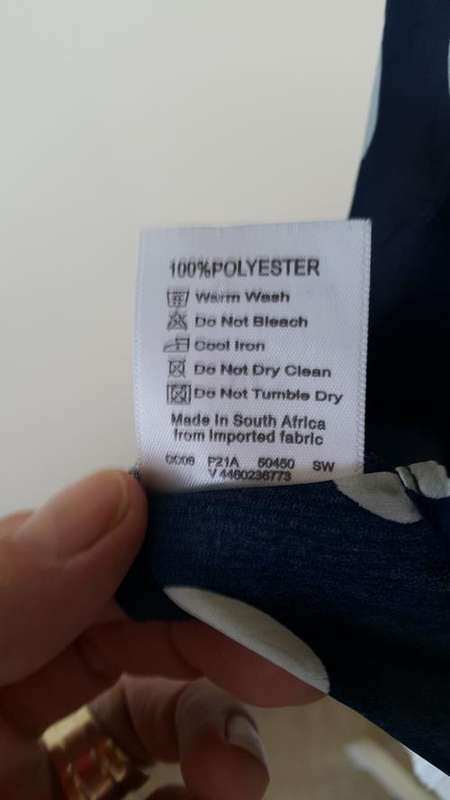 100%POLYESTER
Warm Wash
Do Not Bleach
Cool Iron
Do Not Dry Clean
Do Not Tumble Dry
Made In South Africa
from Imported fabric
P21A 50450 SW
V 4460236773